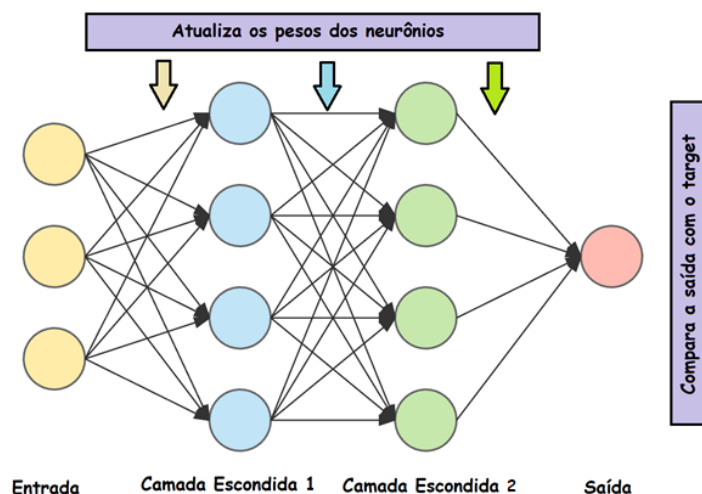 Atualiza os pesos dos neurônios
Compara a saída com o target
Entrada
Camada Escondida 1
Camada Escondida 2
Saída